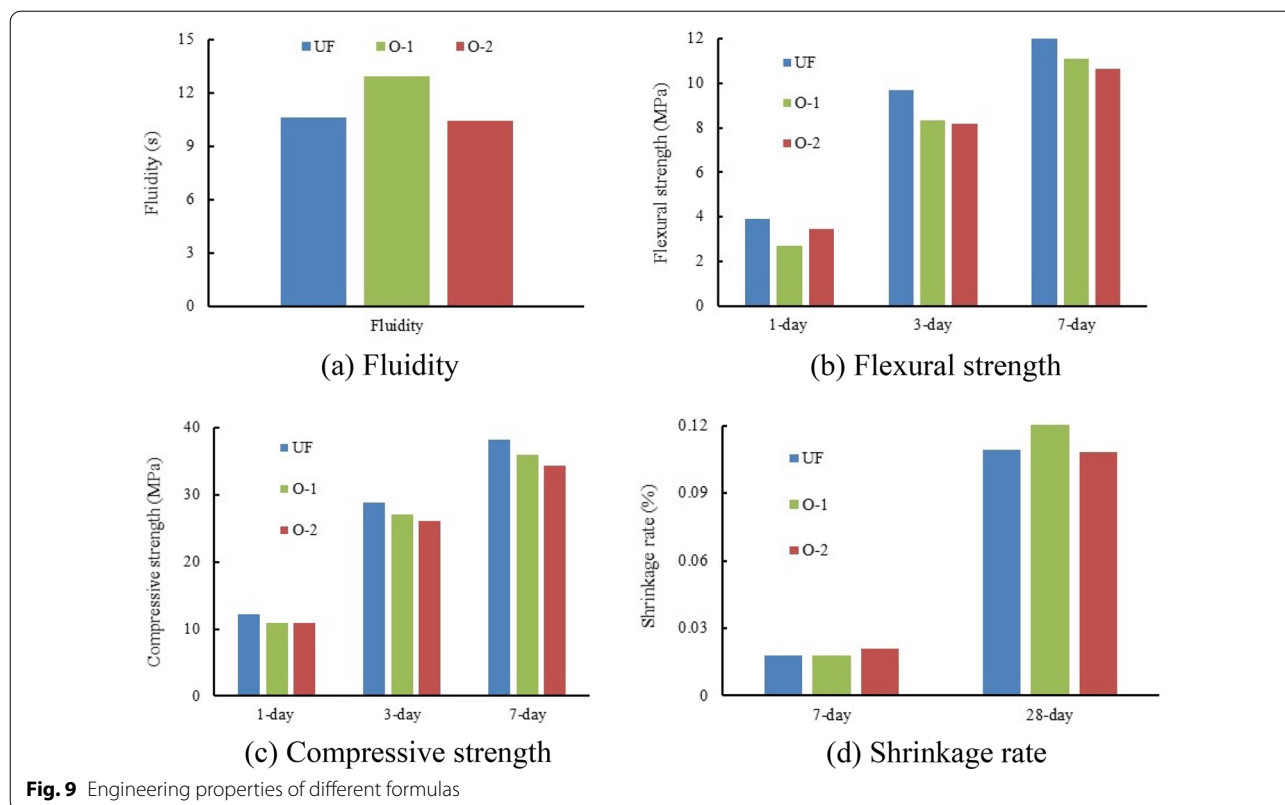 15
12
9
6
3
0
Fluidity (s)
UF O-1 O-2
Fluidity
(a) Fluidity
12
10
8
6
4
2
0
Flexural strength (MPa)
UF
O-1
O-2
1-day 3-day 7-day
(b) Flexural strength
40
30
20
10
0
Compressive strength (MPa)
UF
O-1
O-2
1-day 3-day 7-day
(c) Compressive strength
0.12
0.09
0.06
0.03
0
Shrinkage rate (%)
UF
O-1
O-2
7-day 28-day
(d) Shrinkage rate
Fig. 9 Engineering properties of different formulas